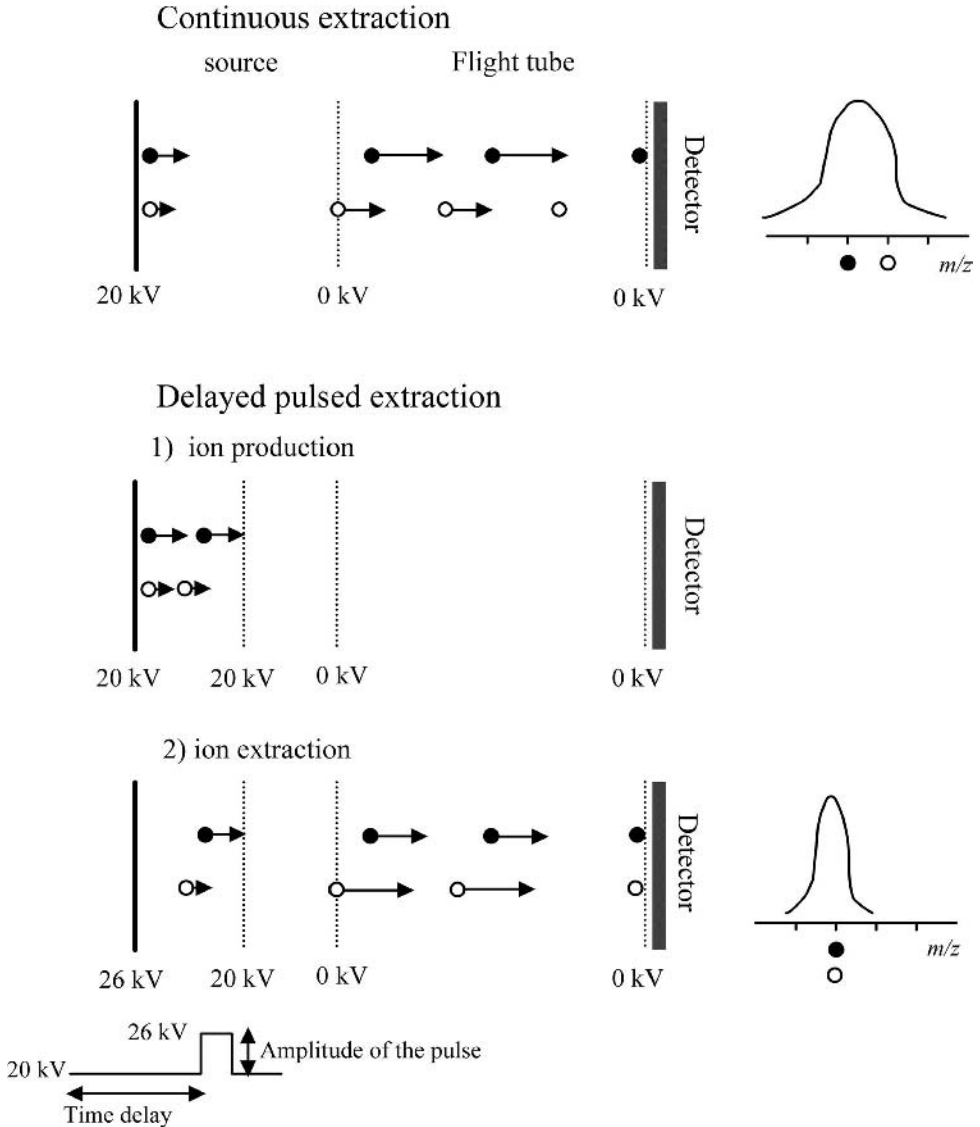 Continuous extraction
source Flight tube
Detector
20 kV 0 kV 0 kV
m/z
Delayed pulsed extraction
1) ion production
Detector
20 kV 20 kV 0 kV 0 kV
2) ion extraction
Detector
26 kV 20 kV 0 kV 0 kV
m/z
26 kV
Amplitude of the pulse
20 kV
Time delay